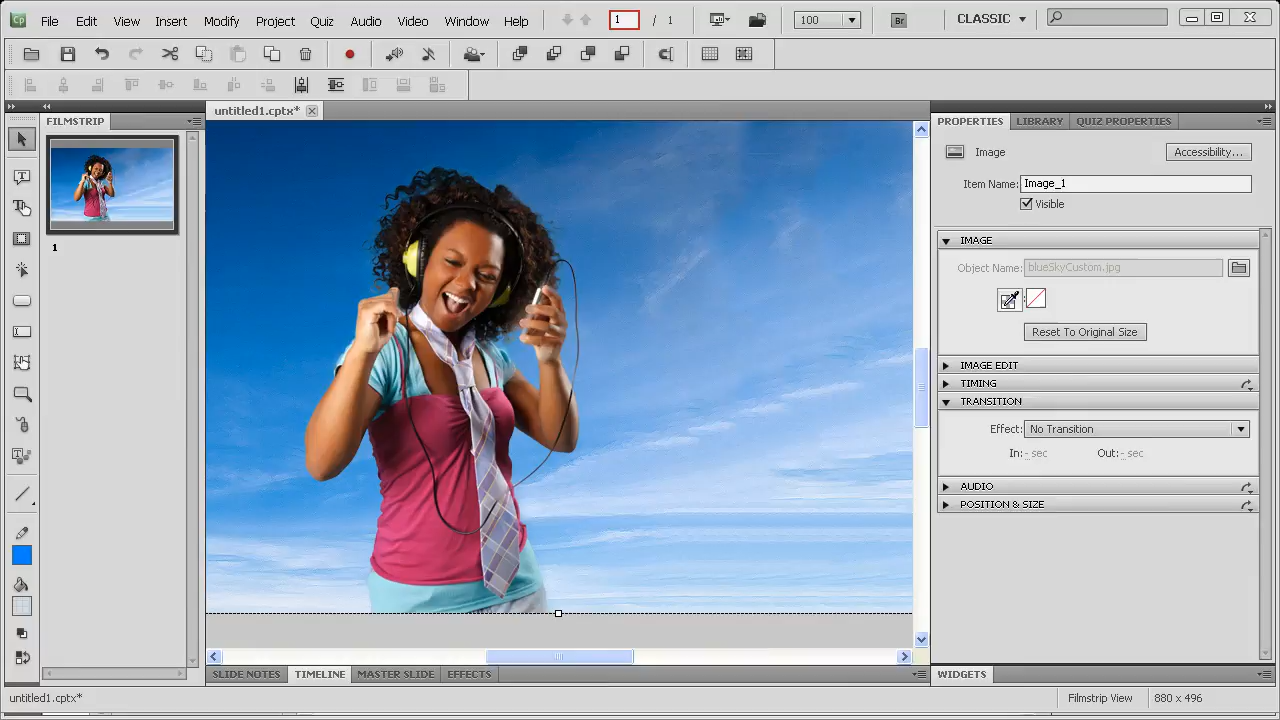 Cp File Edit View Insert Modify Project Quiz Audio Video Window Help 1 / 1 100 Br CLASSIC
untitled1.cptx*
FILMSTRIP
1
PROPERTIES LIBRARY QUIZ PROPERTIES
Image Accessibility...
Item Name: Image_1
Visible
IMAGE
Object Name: blueSkyCustom.jpg
Reset To Original Size
IMAGE EDIT
TIMING
TRANSITION
Effect: No Transition
In: - sec Out: - sec
AUDIO
POSITION & SIZE
SLIDE NOTES TIMELINE MASTER SLIDE EFFECTS
WIDGETS
untitled1.cptx* Filmstrip View 880 x 496